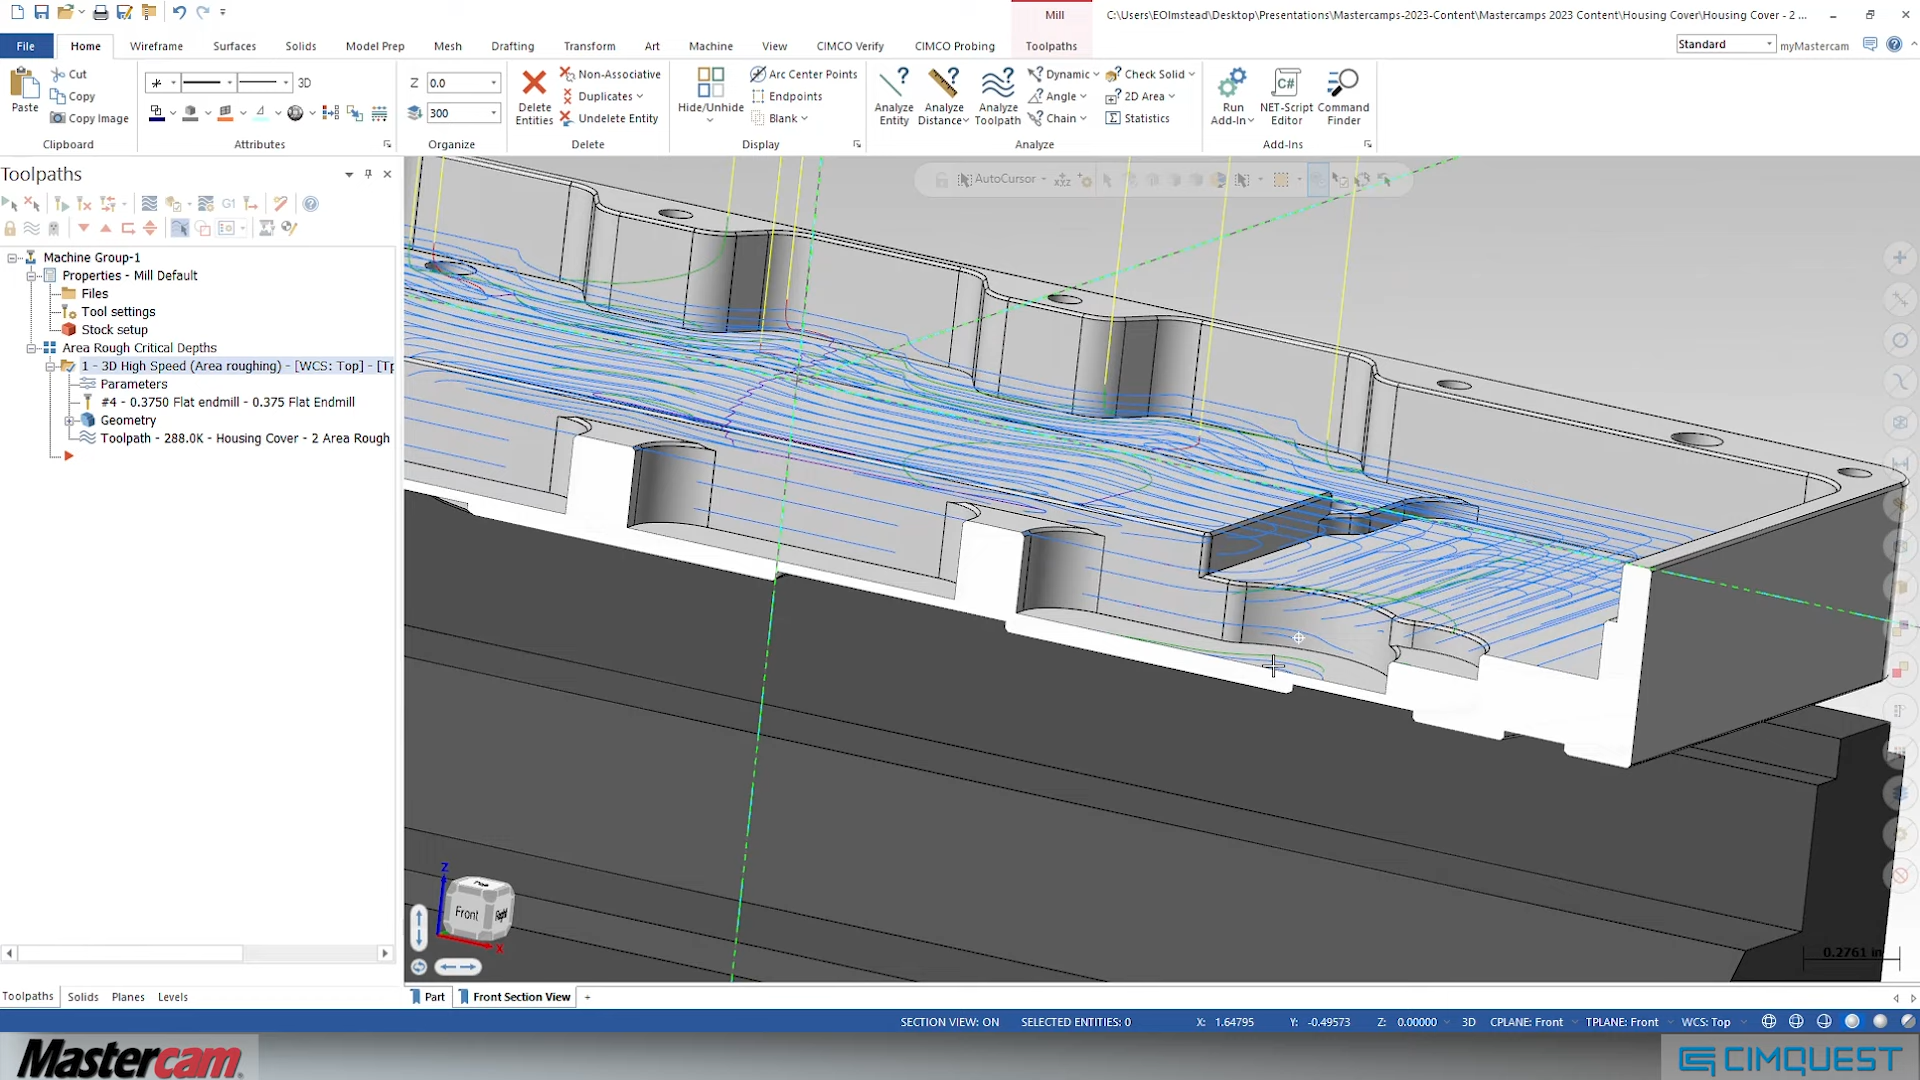 Mill
C:\Users\EOlmstead\Desktop\Presentations\Mastercamps-2023-Content\Mastercamps 2023 Content\Housing Cover\Housing Cover - 2 ...
File Home Wireframe Surfaces Solids Model Prep Mesh Drafting Transform Art Machine View CIMCO Verify CIMCO Probing Toolpaths Standard myMastercam
Paste Cut Copy Copy Image
Clipboard
3D
Attributes
Z 0.0
300
Organize
Delete Entities Non-Associative Duplicates Undelete Entity
Delete
Hide/Unhide Arc Center Points Endpoints Blank
Display
Analyze Entity Analyze Distance Analyze Toolpath Dynamic Angle Chain Check Solid 2D Area Statistics
Analyze
Run Add-In C# NET-Script Editor Command Finder
Add-Ins
Toolpaths
AutoCursor
G1
Machine Group-1
Properties - Mill Default
Files
Tool settings
Stock setup
Area Rough Critical Depths
1 - 3D High Speed (Area roughing) - [WCS: Top] - [Tp
Parameters
#4 - 0.3750 Flat endmill - 0.375 Flat Endmill
Geometry
Toolpath - 288.0K - Housing Cover - 2 Area Rough
Z
Front Right
X
0.2761 in
Toolpaths Solids Planes Levels
Part Front Section View +
SECTION VIEW: ON SELECTED ENTITIES: 0 X: 1.64795 Y: -0.49573 Z: 0.00000 3D CPLANE: Front TPLANE: Front WCS: Top
Mastercam
CIMQUEST